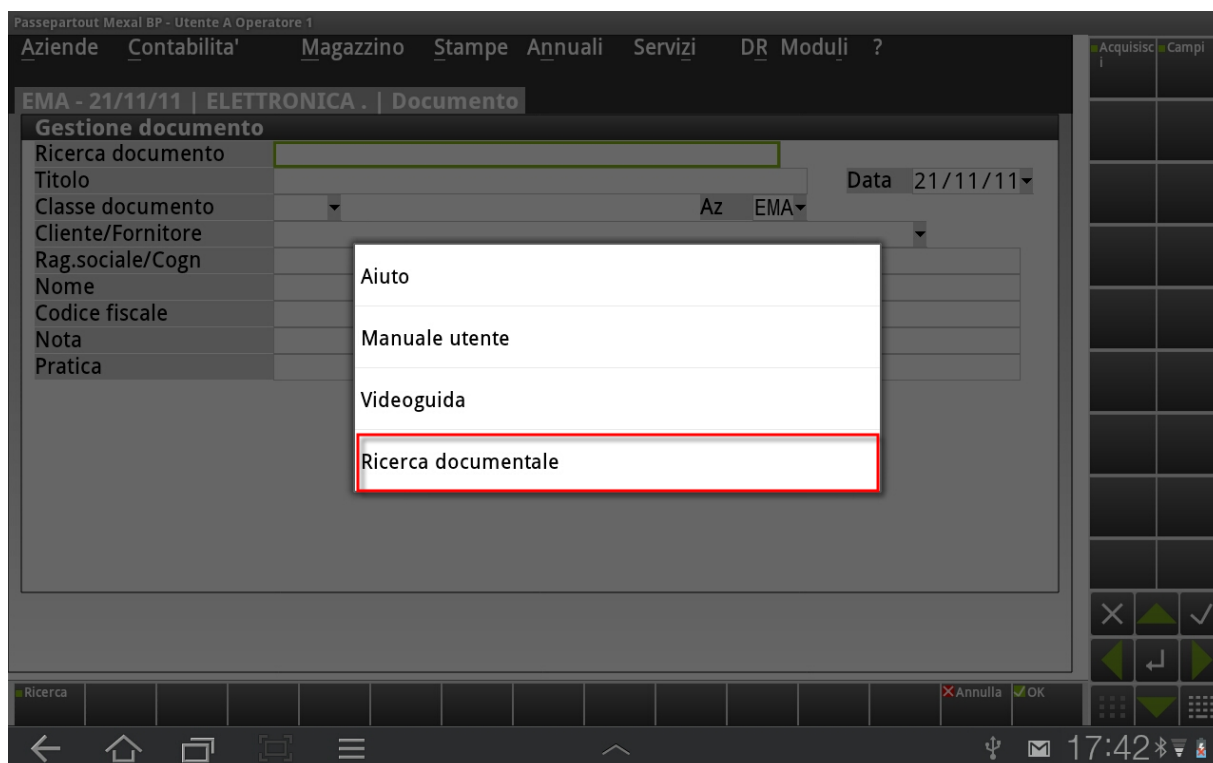 Passepartout Mexal BP - Utente A Operatore 1
Aziende Contabilita' Magazzino Stampe Annuali Servizi DR Moduli ?
Acquisisc
i
Campi
EMA - 21/11/11 | ELETTRONICA . | Documento
Gestione documento
Ricerca documento
Titolo Data 21/11/11
Classe documento Az EMA
Cliente/Fornitore
Rag.sociale/Cogn
Nome
Codice fiscale
Nota
Pratica
Aiuto
Manuale utente
Videoguida
Ricerca documentale
Ricerca Annulla OK
17:42